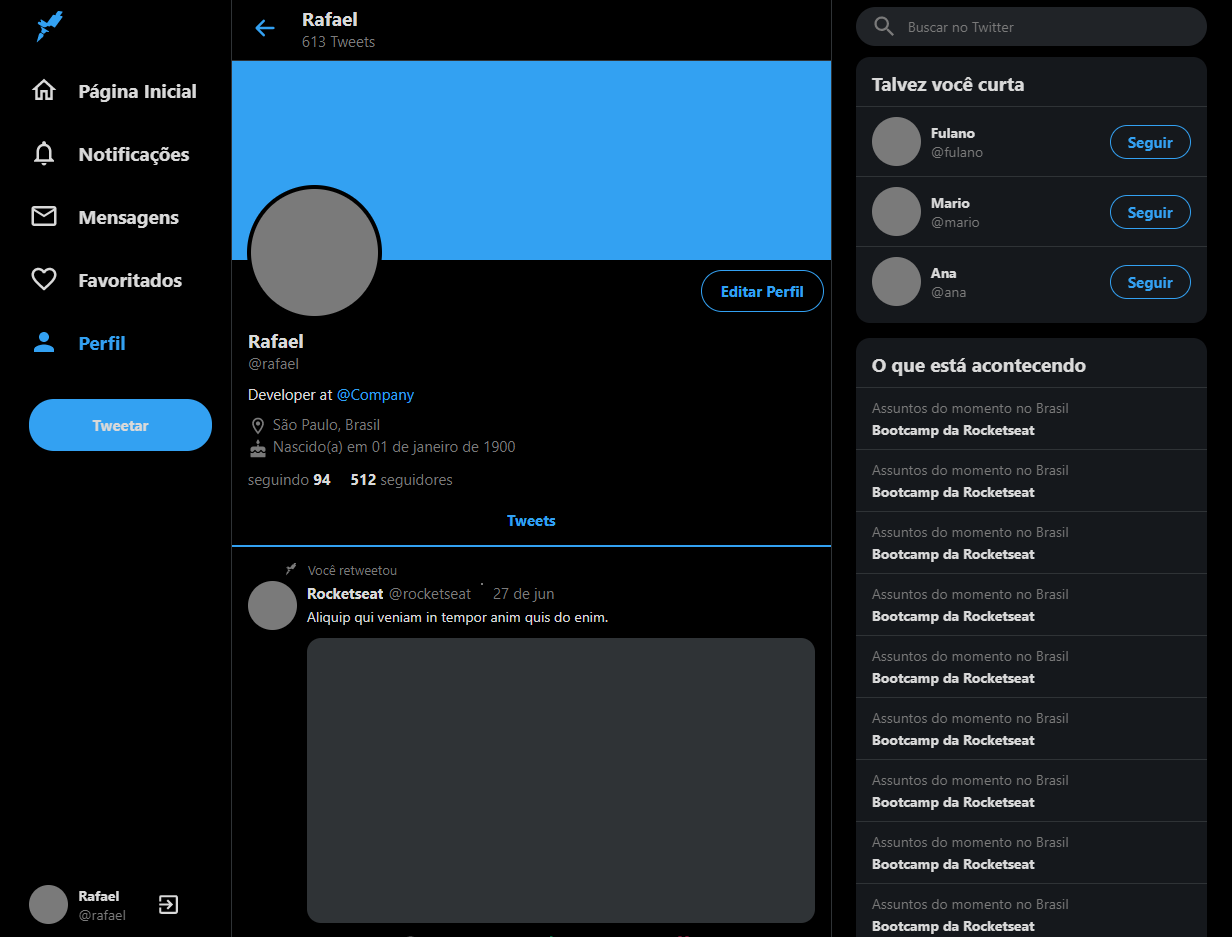 Página Inicial
Notificações
Mensagens
Favoritados
Perfil
Tweetar
Rafael
@rafael
Rafael
613 Tweets
Editar Perfil
Rafael
@rafael
Developer at @Company
São Paulo, Brasil
Nascido(a) em 01 de janeiro de 1900
seguindo 94 512 seguidores
Tweets
Você retweetou
Rocketseat @rocketseat · 27 de jun
Aliquip qui veniam in tempor anim quis do enim.
Buscar no Twitter
Talvez você curta
Fulano
@fulano
Seguir
Mario
@mario
Seguir
Ana
@ana
Seguir
O que está acontecendo
Assuntos do momento no Brasil
Bootcamp da Rocketseat
Assuntos do momento no Brasil
Bootcamp da Rocketseat
Assuntos do momento no Brasil
Bootcamp da Rocketseat
Assuntos do momento no Brasil
Bootcamp da Rocketseat
Assuntos do momento no Brasil
Bootcamp da Rocketseat
Assuntos do momento no Brasil
Bootcamp da Rocketseat
Assuntos do momento no Brasil
Bootcamp da Rocketseat
Assuntos do momento no Brasil
Bootcamp da Rocketseat
Assuntos do momento no Brasil
Bootcamp da Rocketseat